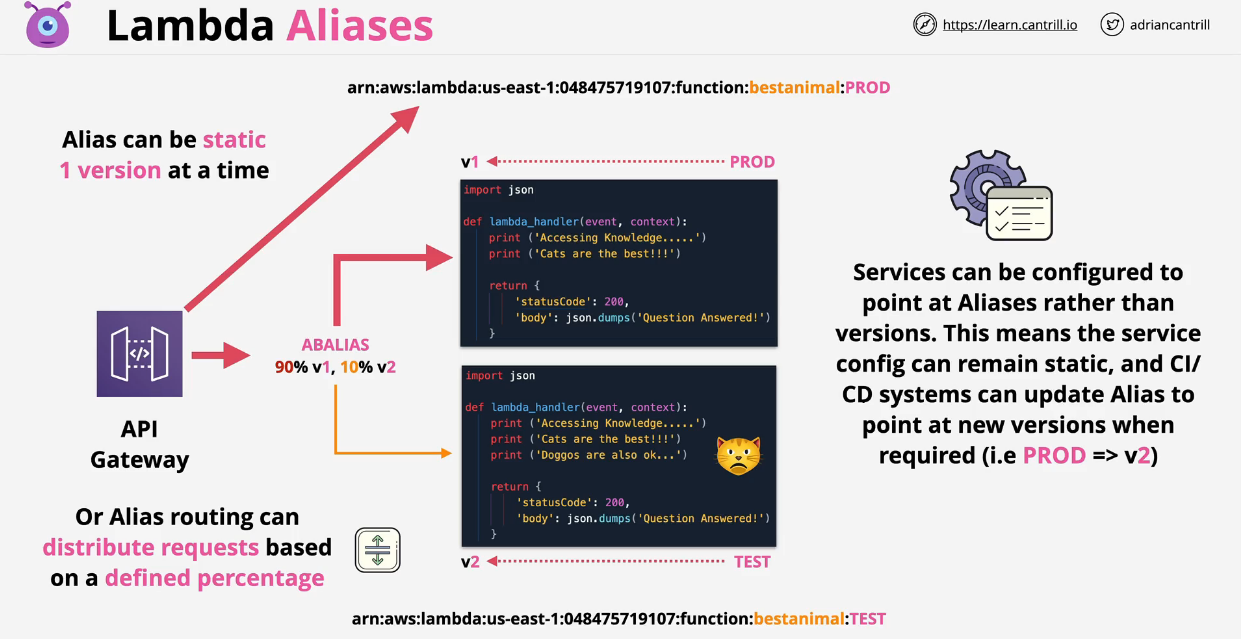 Lambda Aliases
https://learn.cantrill.io
adriancantrill
arn:aws:lambda:us-east-1:048475719107:function:bestanimal:PROD
Alias can be static
1 version at a time
v1
PROD
import json
def lambda_handler(event, context):
print ('Accessing Knowledge.....')
print ('Cats are the best!!!')
return {
'statusCode': 200,
'body': json.dumps('Question Answered!')
}
ABALIAS
90% v1, 10% v2
import json
def lambda_handler(event, context):
print ('Accessing Knowledge.....')
print ('Cats are the best!!!')
print ('Doggos are also ok...')
return {
'statusCode': 200,
'body': json.dumps('Question Answered!')
}
v2
TEST
</>
API
Gateway
Or Alias routing can
distribute requests based
on a defined percentage
Services can be configured to
point at Aliases rather than
versions. This means the service
config can remain static, and CI/
CD systems can update Alias to
point at new versions when
required (i.e PROD => v2)
arn:aws:lambda:us-east-1:048475719107:function:bestanimal:TEST